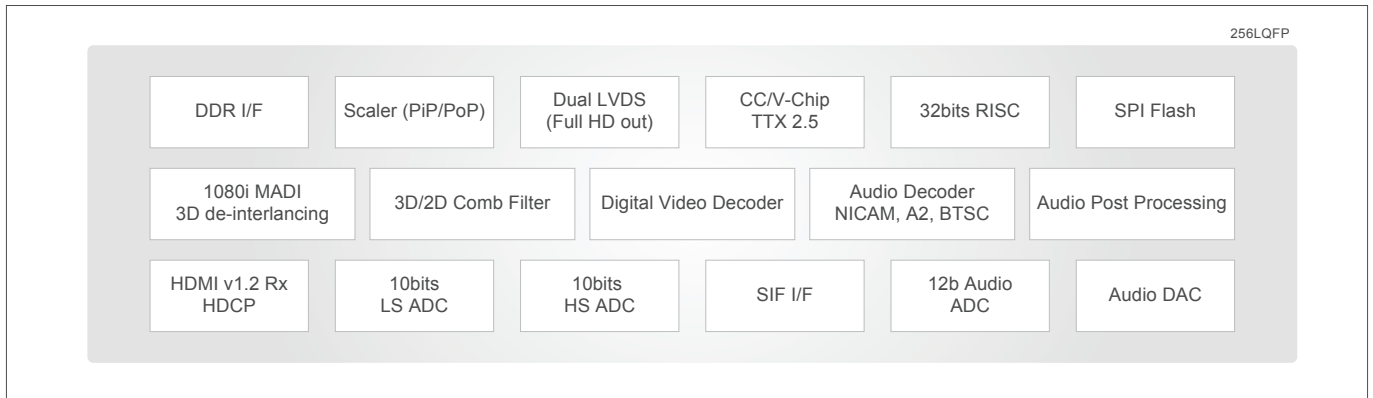 256LQFP
DDR I/F
Scaler (PiP/PoP)
Dual LVDS
(Full HD out)
CC/V-Chip
TTX 2.5
32bits RISC
SPI Flash
1080i MADI
3D de-interlancing
3D/2D Comb Filter
Digital Video Decoder
Audio Decoder
NICAM, A2, BTSC
Audio Post Processing
HDMI v1.2 Rx
HDCP
10bits
LS ADC
10bits
HS ADC
SIF I/F
12b Audio
ADC
Audio DAC